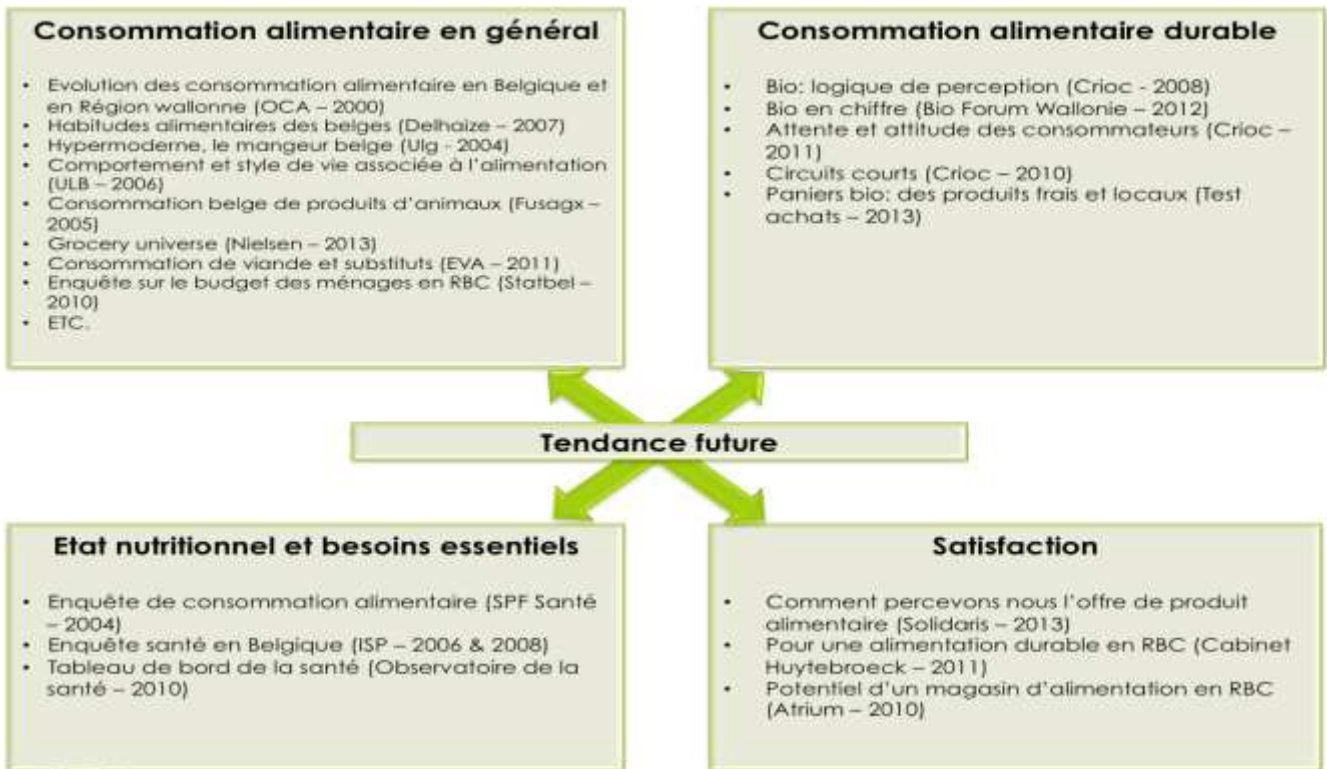 Consommation alimentaire en général
• Evolution des consommation alimentaire en Belgique et
en Région wallonne (OCA – 2000)
• Habitudes alimentaires des belges (Delhaize – 2007)
• Hypermoderne, le mangeur belge (Ulg - 2004)
• Comportement et style de vie associée à l'alimentation
(ULB – 2006)
• Consommation belge de produits d'animaux (Fusagx –
2005)
• Grocery universe (Nielsen – 2013)
• Consommation de viande et substituts (EVA – 2011)
• Enquête sur le budget des ménages en RBC (Statbel –
2010)
• ETC.
Consommation alimentaire durable
• Bio: logique de perception (Crioc - 2008)
• Bio en chiffre (Bio Forum Wallonie – 2012)
• Attente et attitude des consommateurs (Crioc –
2011)
• Circuits courts (Crioc – 2010)
• Paniers bio: des produits frais et locaux (Test
achats – 2013)
Tendance future
Etat nutritionnel et besoins essentiels
• Enquête de consommation alimentaire (SPF Santé
– 2004)
• Enquête santé en Belgique (ISP – 2006 & 2008)
• Tableau de bord de la santé (Observatoire de la
santé – 2010)
Satisfaction
• Comment percevons nous l'offre de produit
alimentaire (Solidaris – 2013)
• Pour une alimentation durable en RBC (Cabinet
Huytebroeck – 2011)
• Potentiel d'un magasin d'alimentation en RBC
(Atrium – 2010)